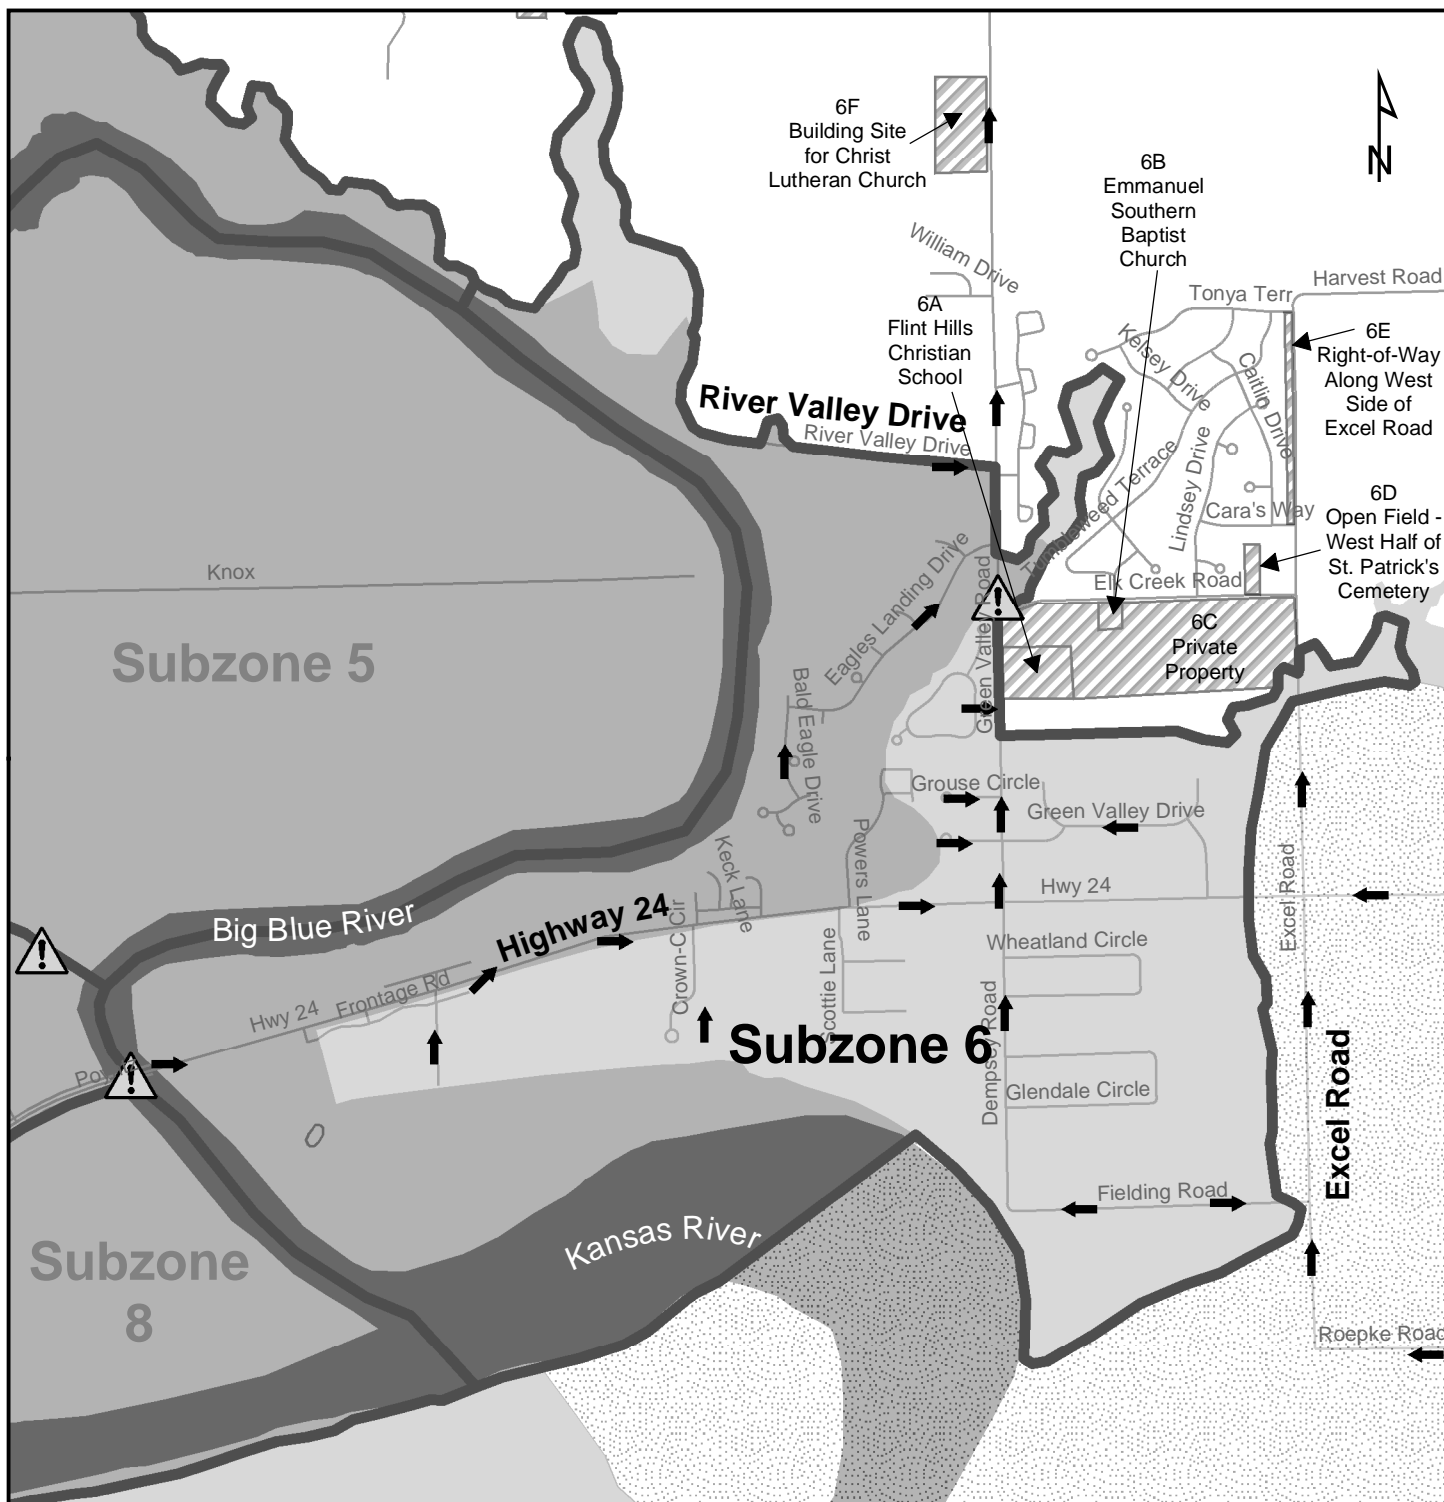 6F
Building Site
for Christ
Lutheran Church
N
6B
Emmanuel
Southern
Baptist
Church
William Drive
Harvest Road
Tonya Terr
6A
Flint Hills
Christian
School
Kelsey Drive
Caitlin Drive
6E
Right-of-Way
Along West
Side of
Excel Road
River Valley Drive
River Valley Drive
Tumbleweed Terrace
Lindsey Drive
Cara's Way
6D
Open Field -
West Half of
St. Patrick's
Cemetery
Knox
Eagles Landing Drive
Green Valley Road
Elk Creek Road
6C
Private
Property
Subzone 5
Bald Eagle Drive
Grouse Circle
Green Valley Drive
Powers Lane
Keck Lane
Hwy 24
Excel Road
Big Blue River
Highway 24
Crown-C Cir
Scottie Lane
Wheatland Circle
Frontage Rd
Hwy 24
Dempsey Road
Subzone 6
Glendale Circle
Excel Road
Fielding Road
Kansas River
Subzone
8
Roepke Road